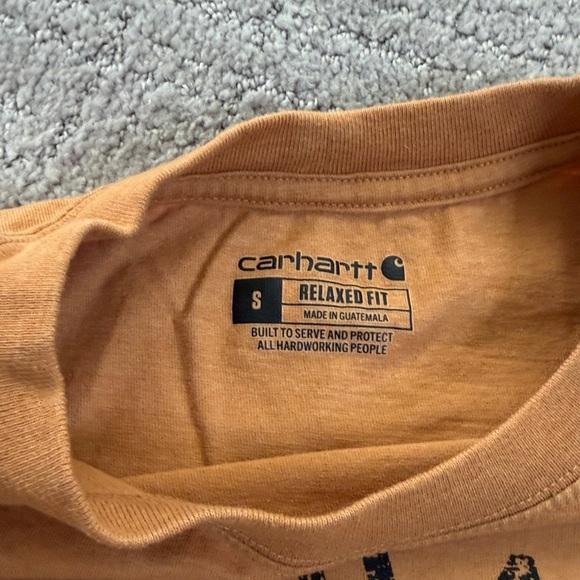 carhartt
S RELAXED FIT
MADE IN GUATEMALA
BUILT TO SERVE AND PROTECT
ALL HARDWORKING PEOPLE